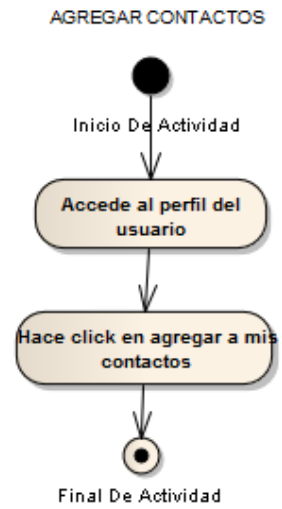 AGREGAR CONTACTOS
Inicio De Actividad
Accede al perfil del
usuario
Hace click en agregar a mis
contactos
Final De Actividad